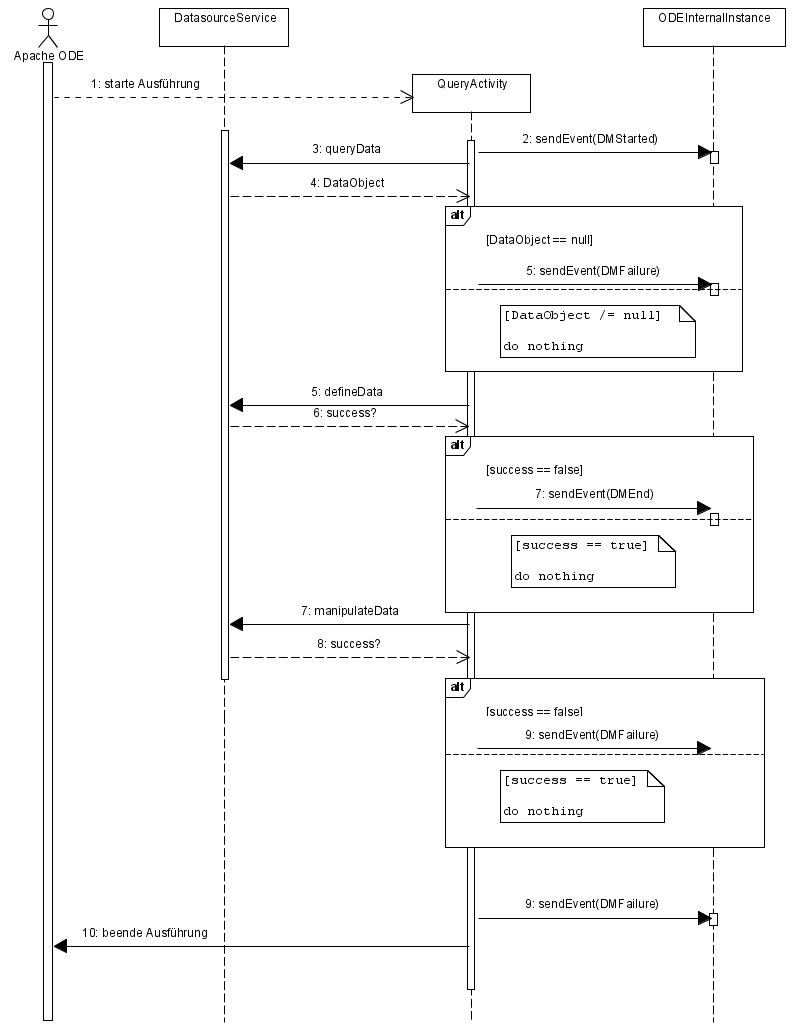 DatasourceService
ODEInternalInstance
Apache ODE
1: starte Ausführung
QueryActivity
2: sendEvent(DMStarted)
3: queryData
4: DataObject
alt
[DataObject == null]
5: sendEvent(DMFailure)
[DataObject /= null]
do nothing
5: defineData
6: success?
alt
[success == false]
7: sendEvent(DMEnd)
[success == true]
do nothing
7: manipulateData
8: success?
alt
[success == false]
9: sendEvent(DMFailure)
[success == true]
do nothing
9: sendEvent(DMFailure)
10: beende Ausführung